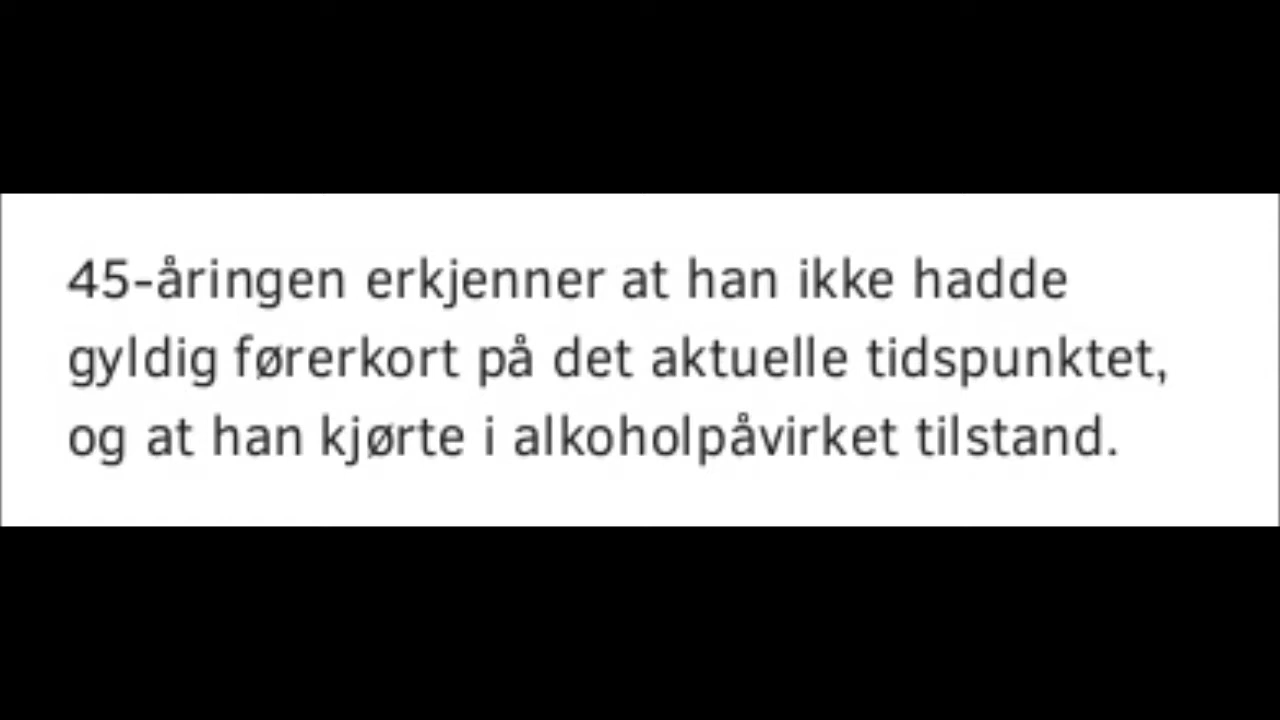 45-åringen erkjenner at han ikke hadde
gyldig førerkort på det aktuelle tidspunktet,
og at han kjørte i alkoholpåvirket tilstand.